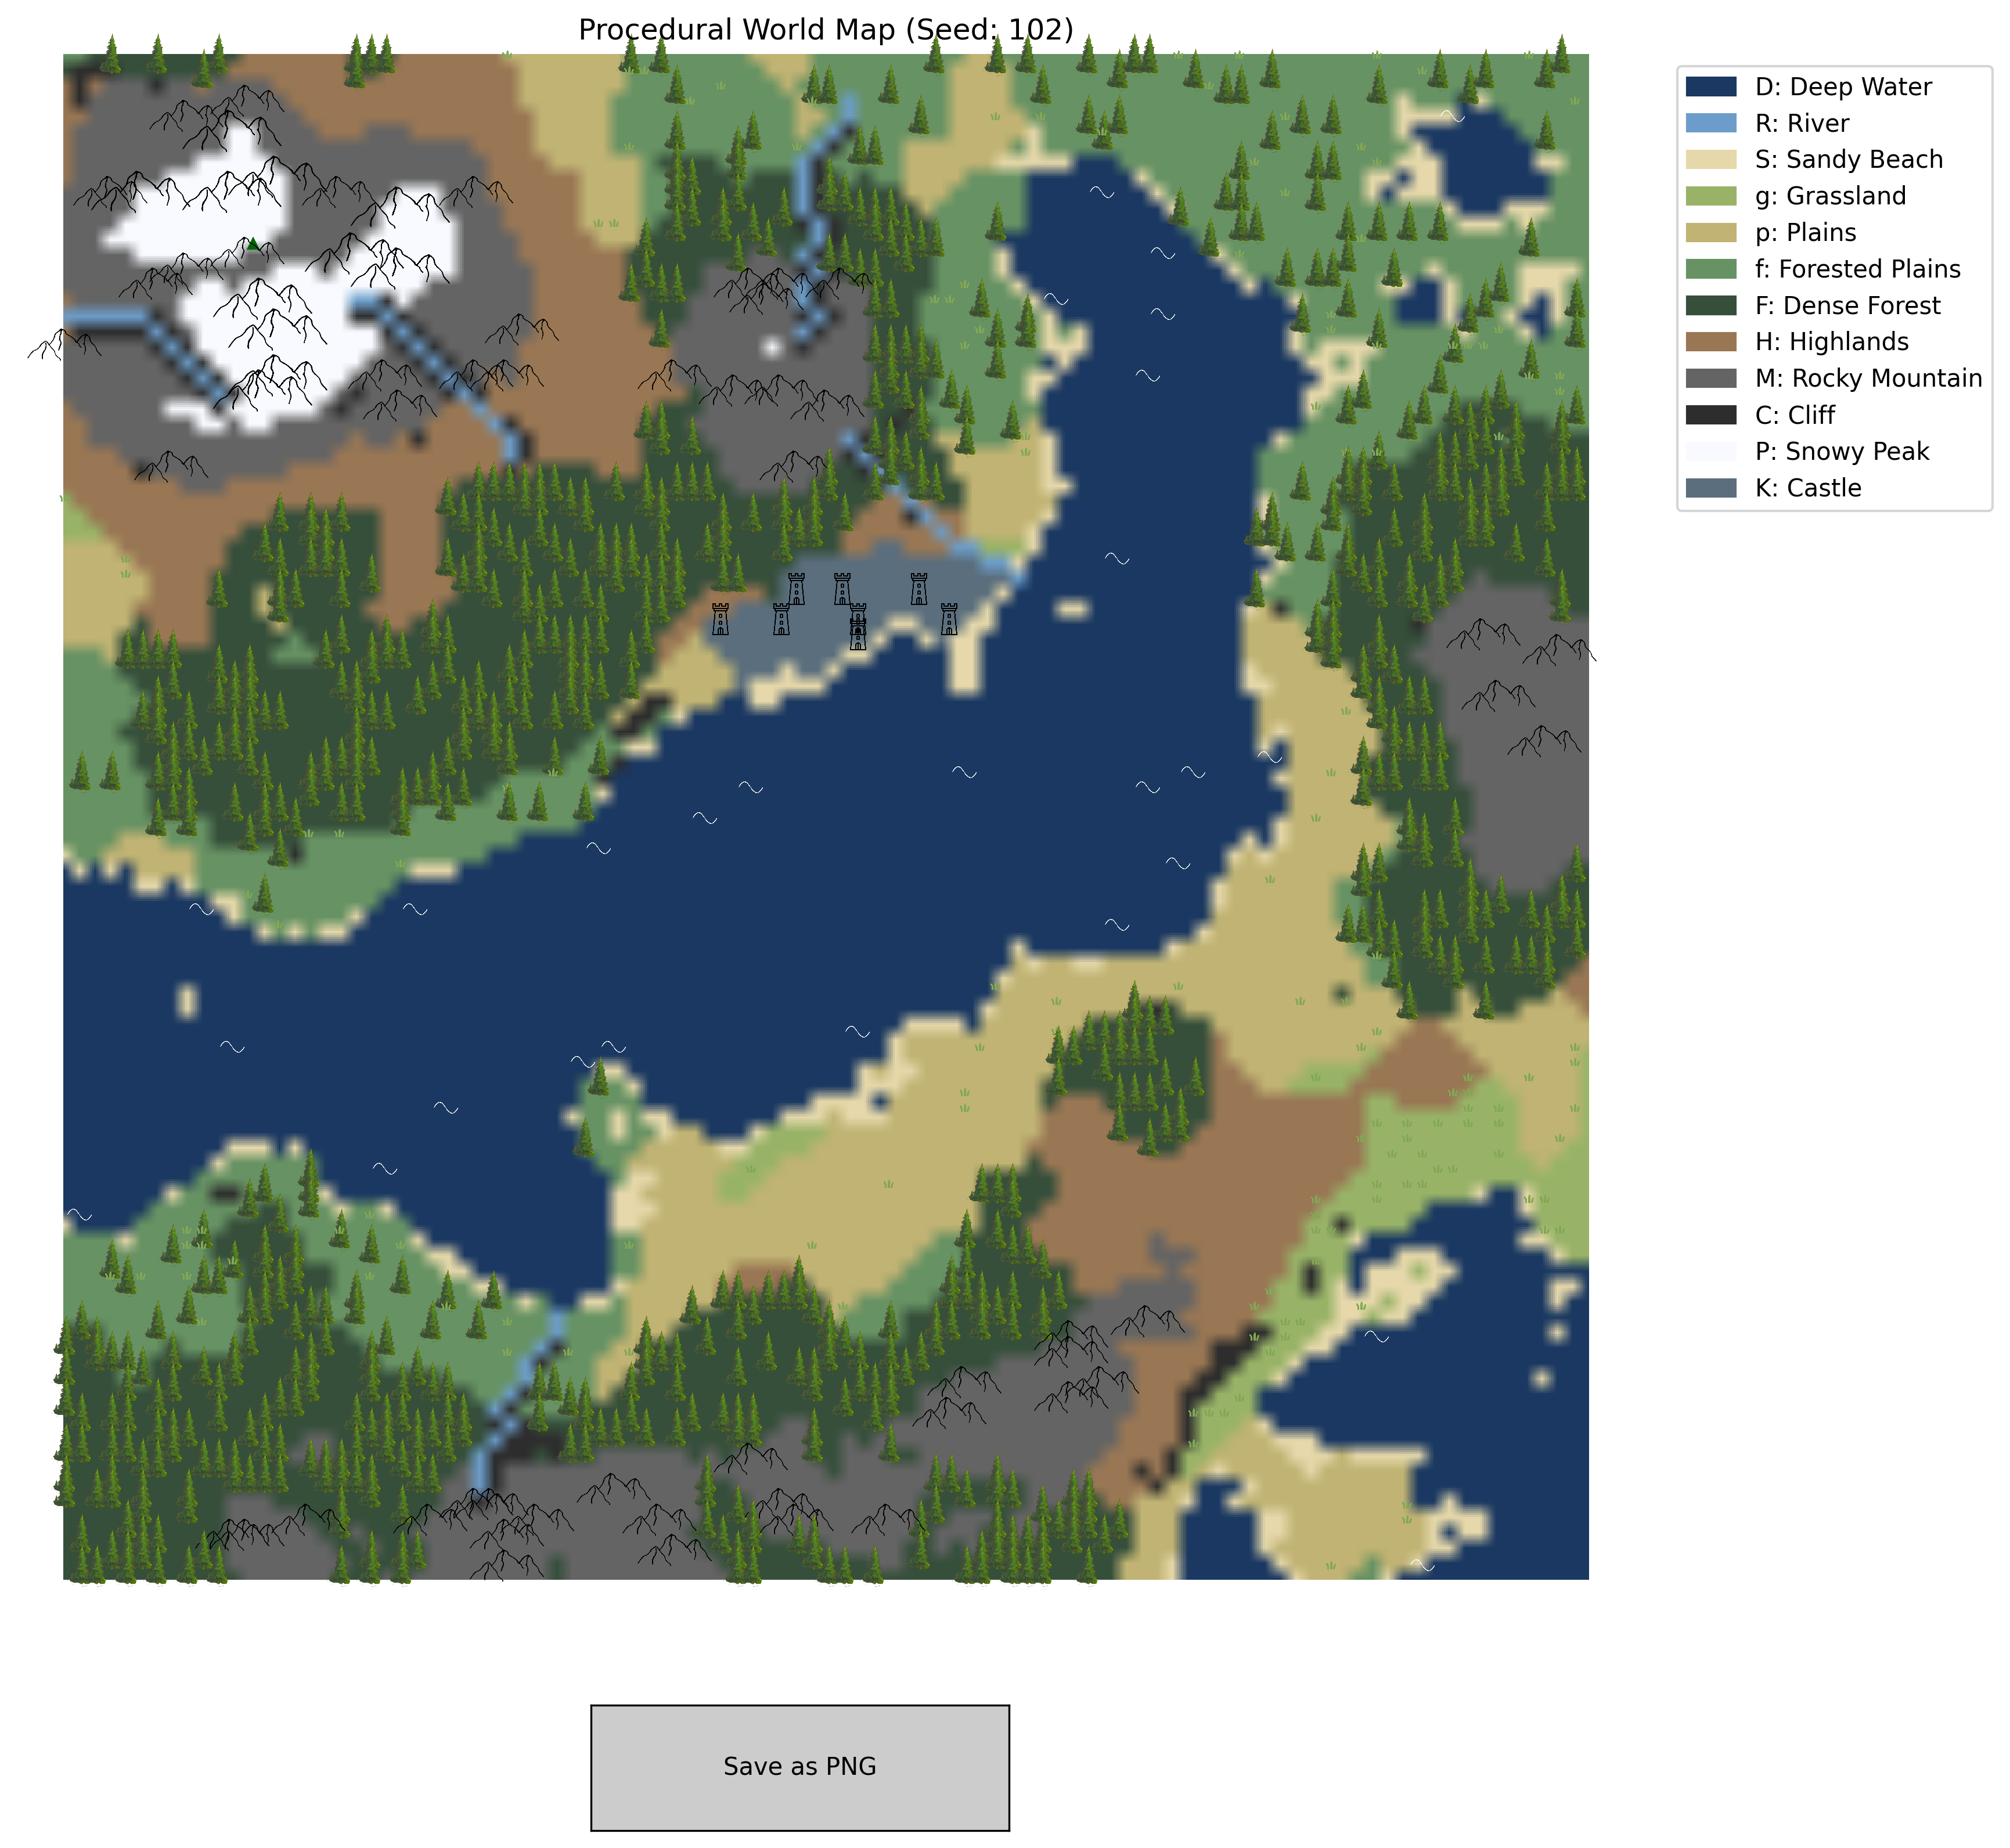 Procedural World Map (Seed: 102)
D: Deep Water
R: River
S: Sandy Beach
g: Grassland
p: Plains
f: Forested Plains
F: Dense Forest
H: Highlands
M: Rocky Mountain
C: Cliff
P: Snowy Peak
K: Castle
Save as PNG